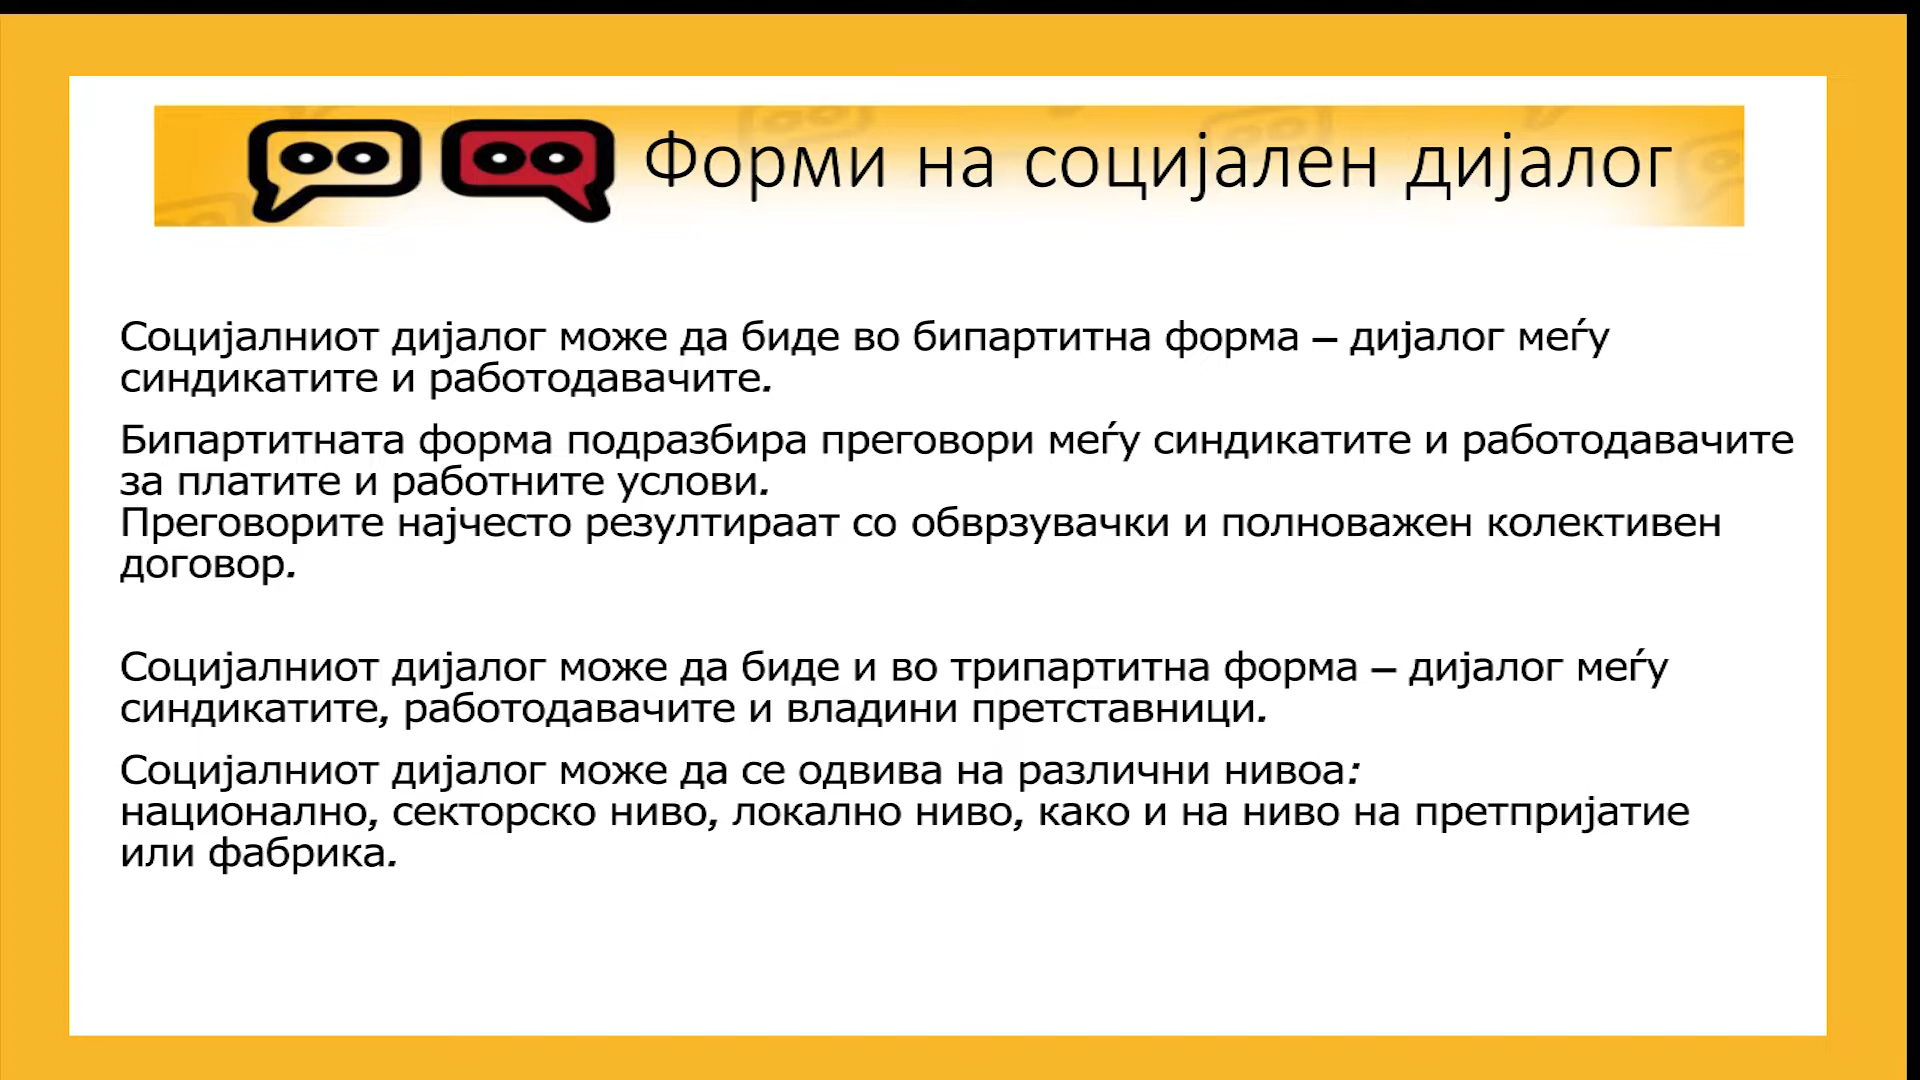 Форми на социјален дијалог
Социјалниот дијалог може да биде во бипартитна форма – дијалог меѓу
синдикатите и работодавачите.
Бипартитната форма подразбира преговори меѓу синдикатите и работодавачите
за платите и работните услови.
Преговорите најчесто резултираат со обврзувачки и полноважен колективен
договор.
Социјалниот дијалог може да биде и во трипартитна форма – дијалог меѓу
синдикатите, работодавачите и владини претставници.
Социјалниот дијалог може да се одвива на различни нивоа:
национално, секторско ниво, локално ниво, како и на ниво на претпријатие
или фабрика.